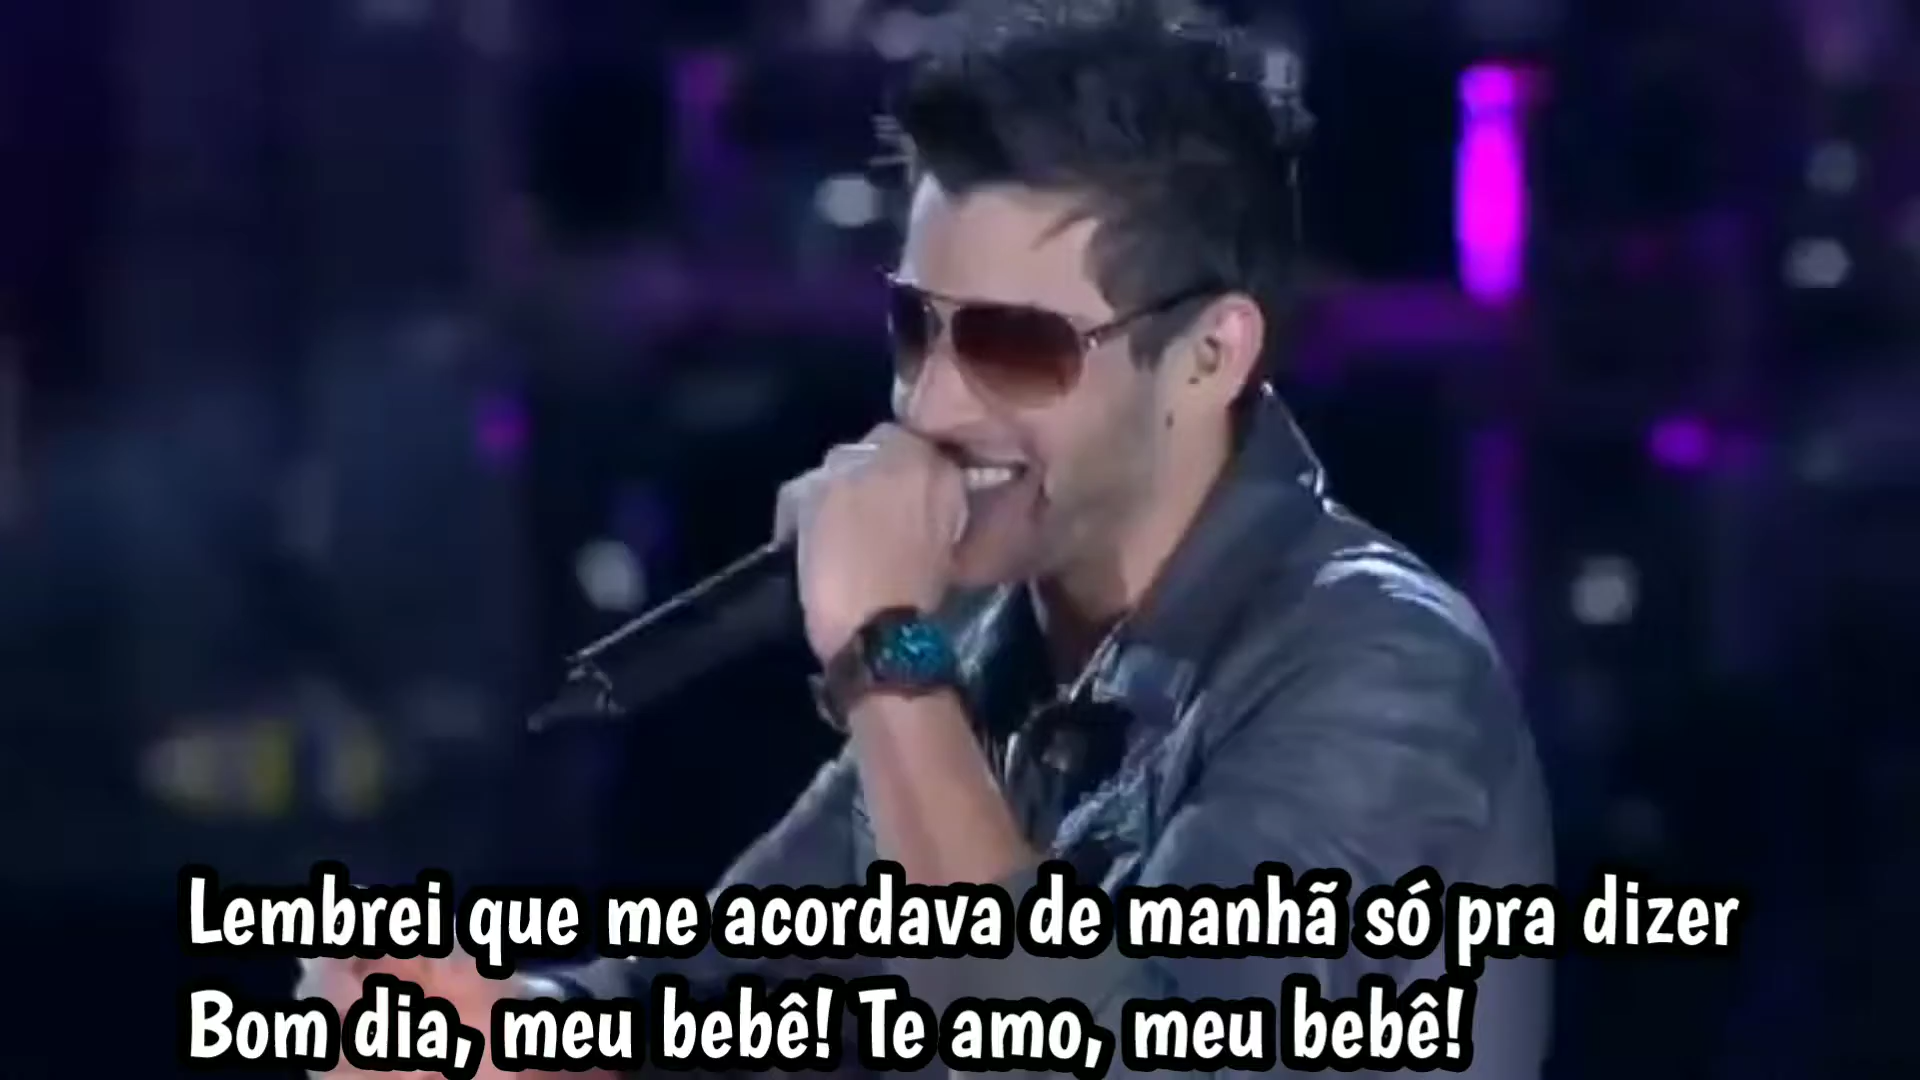 Lembrei que me acordava de manhã só pra dizer
Bom dia, meu bebê! Te amo, meu bebê!